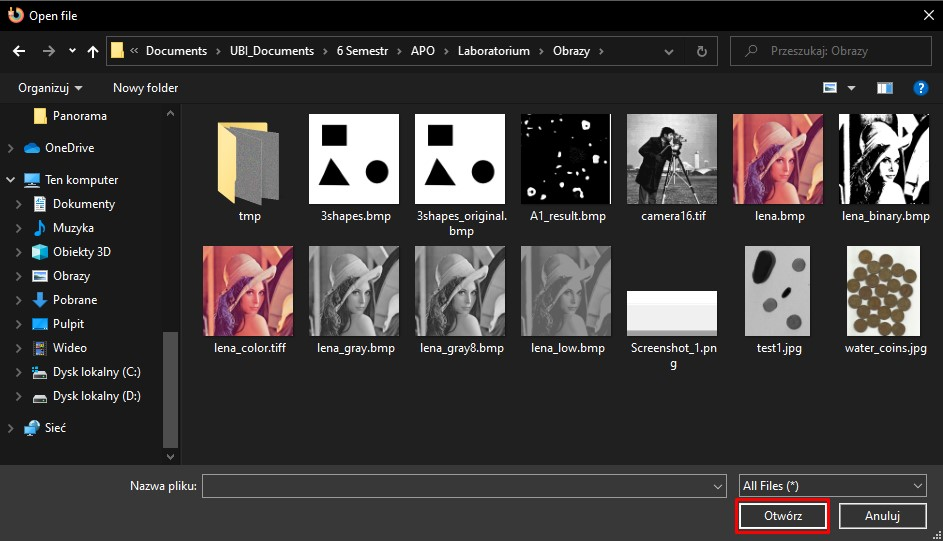 Open file
« Documents › UBI_Documents › 6 Semestr › APO › Laboratorium › Obrazy ›
Przeszukaj: Obrazy
Organizuj
Nowy folder
Panorama
OneDrive
Ten komputer
Dokumenty
Muzyka
Obiekty 3D
Obrazy
Pobrane
Pulpit
Wideo
Dysk lokalny (C:)
Dysk lokalny (D:)
Sieć
tmp
3shapes.bmp
3shapes_original.
bmp
A1_result.bmp
camera16.tif
lena.bmp
lena_binary.bmp
lena_color.tiff
lena_gray.bmp
lena_gray8.bmp
lena_low.bmp
Screenshot_1.pn
g
test1.jpg
water_coins.jpg
Nazwa pliku:
All Files (*)
Otwórz
Anuluj